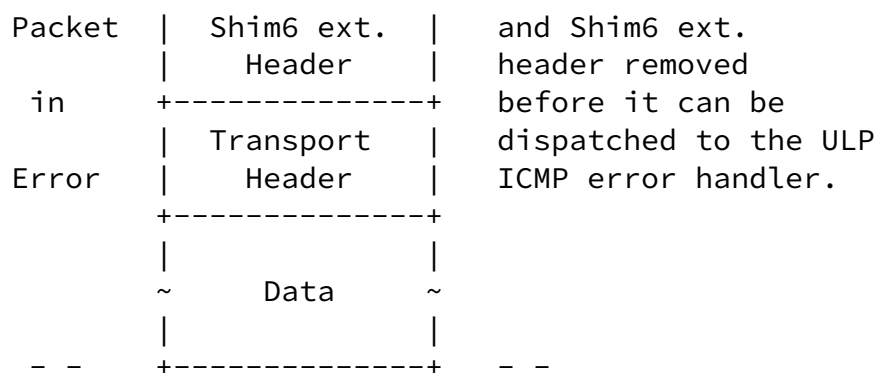 Packet  |  Shim6 ext.  |   and Shim6 ext.
        |    Header    |   header removed
 in     +--------------+   before it can be
        |  Transport   |   dispatched to the ULP
Error   |    Header    |   ICMP error handler.
        +--------------+
        |              |
        ~     Data     ~
        |              |
 - -    +--------------+   - -